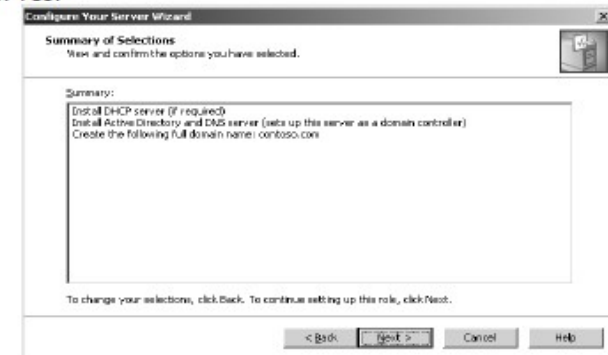 Configure Your Server Wizard
Summary of Selections
View and confirm the options you have selected.
Summary:
Install DHCP server (if required)
Install Active Directory and DNS server (sets up this server as a domain controller)
Create the following full domain name: contoso.com
To change your selections, click Back. To continue setting up this role, click Next.
< Back
Next >
Cancel
Help